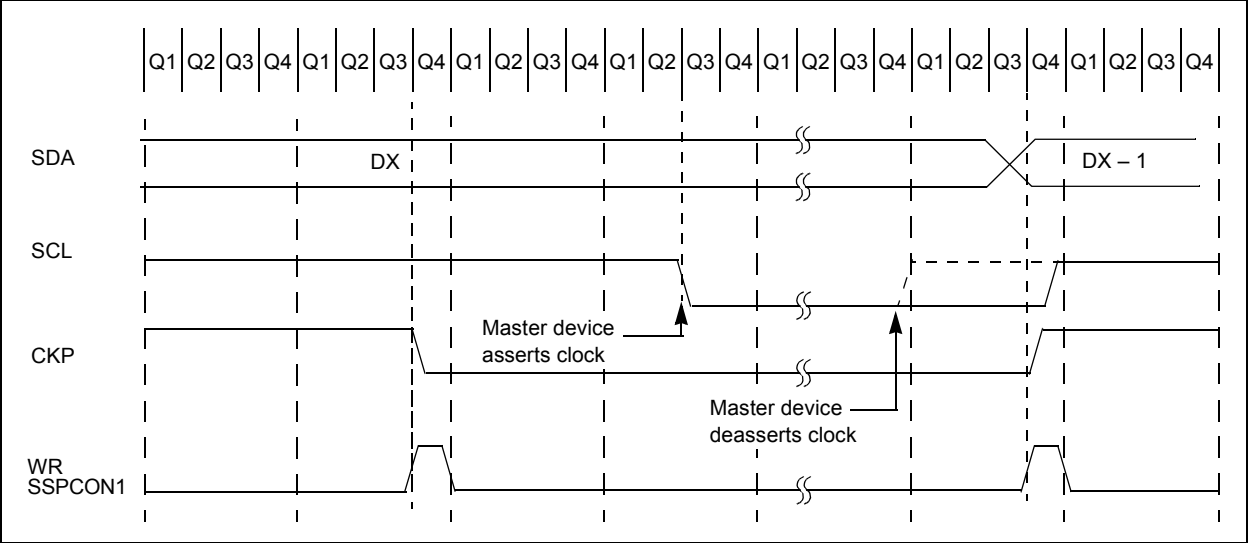 Q1 Q2 Q3 Q4 Q1 Q2 Q3 Q4 Q1 Q2 Q3 Q4 Q1 Q2 Q3 Q4 Q1 Q2 Q3 Q4 Q1 Q2 Q3 Q4 Q1 Q2 Q3 Q4
SDA
DX
DX – 1
SCL
Master device
asserts clock
CKP
Master device
deasserts clock
WR
SSPCON1